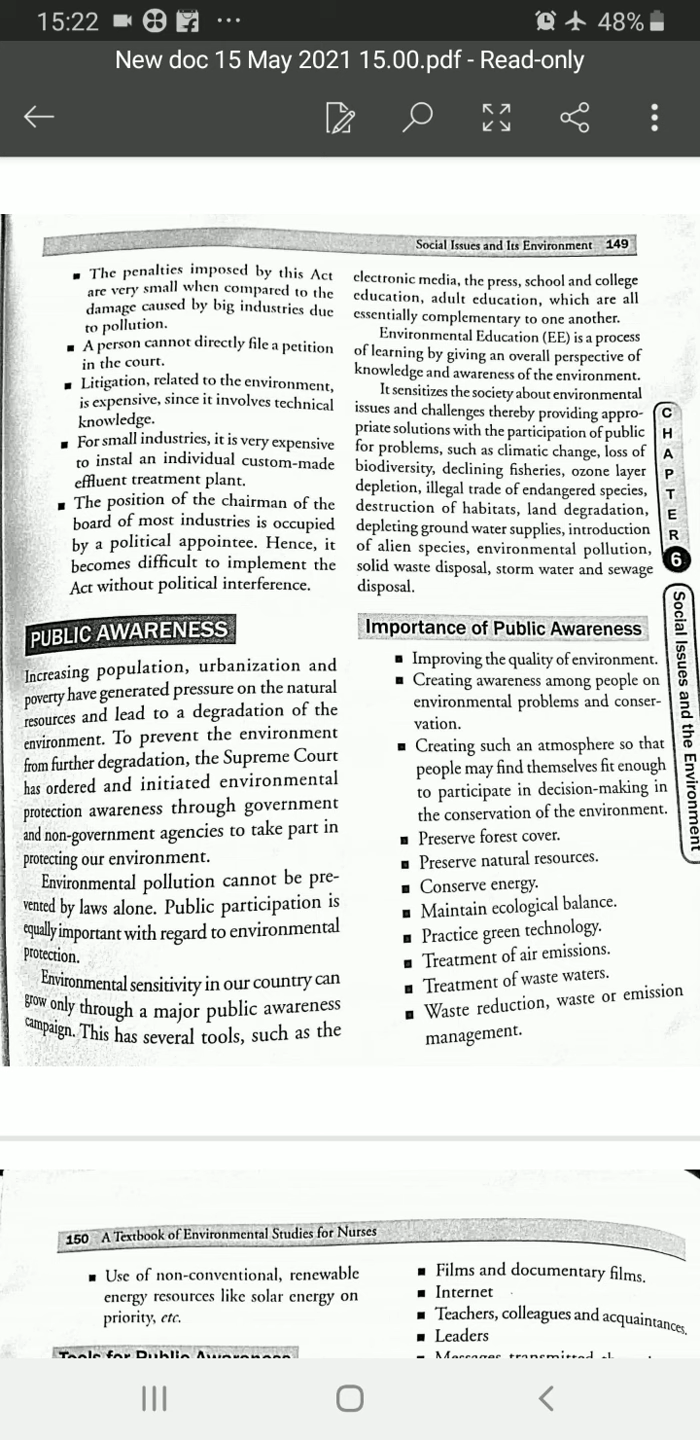 15:22
48%
New doc 15 May 2021 15.00.pdf - Read-only
Social Issues and Its Environment 149
▪ The penalties imposed by this Act
are very small when compared to the
damage caused by big industries due
to pollution.
▪ A person cannot directly file a petition
in the court.
▪ Litigation, related to the environment,
is expensive, since it involves technical
knowledge.
▪ For small industries, it is very expensive
to instal an individual custom-made
effluent treatment plant.
▪ The position of the chairman of the
board of most industries is occupied
by a political appointee. Hence, it
becomes difficult to implement the
Act without political interference.
PUBLIC AWARENESS
Increasing population, urbanization and
poverty have generated pressure on the natural
resources and lead to a degradation of the
environment. To prevent the environment
from further degradation, the Supreme Court
has ordered and initiated environmental
protection awareness through government
and non-government agencies to take part in
protecting our environment.
Environmental pollution cannot be pre-
vented by laws alone. Public participation is
equally important with regard to environmental
protection.
Environmental sensitivity in our country can
grow only through a major public awareness
campaign. This has several tools, such as the
electronic media, the press, school and college
education, adult education, which are all
essentially complementary to one another.
Environmental Education (EE) is a process
of learning by giving an overall perspective of
knowledge and awareness of the environment.
It sensitizes the society about environmental
issues and challenges thereby providing appro-
priate solutions with the participation of public
for problems, such as climatic change, loss of
biodiversity, declining fisheries, ozone layer
depletion, illegal trade of endangered species,
destruction of habitats, land degradation,
depleting ground water supplies, introduction
of alien species, environmental pollution,
solid waste disposal, storm water and sewage
disposal.
Importance of Public Awareness
▪ Improving the quality of environment.
▪ Creating awareness among people on
environmental problems and conser-
vation.
▪ Creating such an atmosphere so that
people may find themselves fit enough
to participate in decision-making in
the conservation of the environment.
▪ Preserve forest cover.
▪ Preserve natural resources.
▪ Conserve energy.
▪ Maintain ecological balance.
▪ Practice green technology.
▪ Treatment of air emissions.
▪ Treatment of waste waters.
▪ Waste reduction, waste or emission
management.
CHAPTER
6
Social Issues and the Environment
150 A Textbook of Environmental Studies for Nurses
▪ Use of non-conventional, renewable
energy resources like solar energy on
priority, etc.
Tools for Public Awareness
▪ Films and documentary films.
▪ Internet
▪ Teachers, colleagues and acquaintances.
▪ Leaders
▪ Messages transmitted